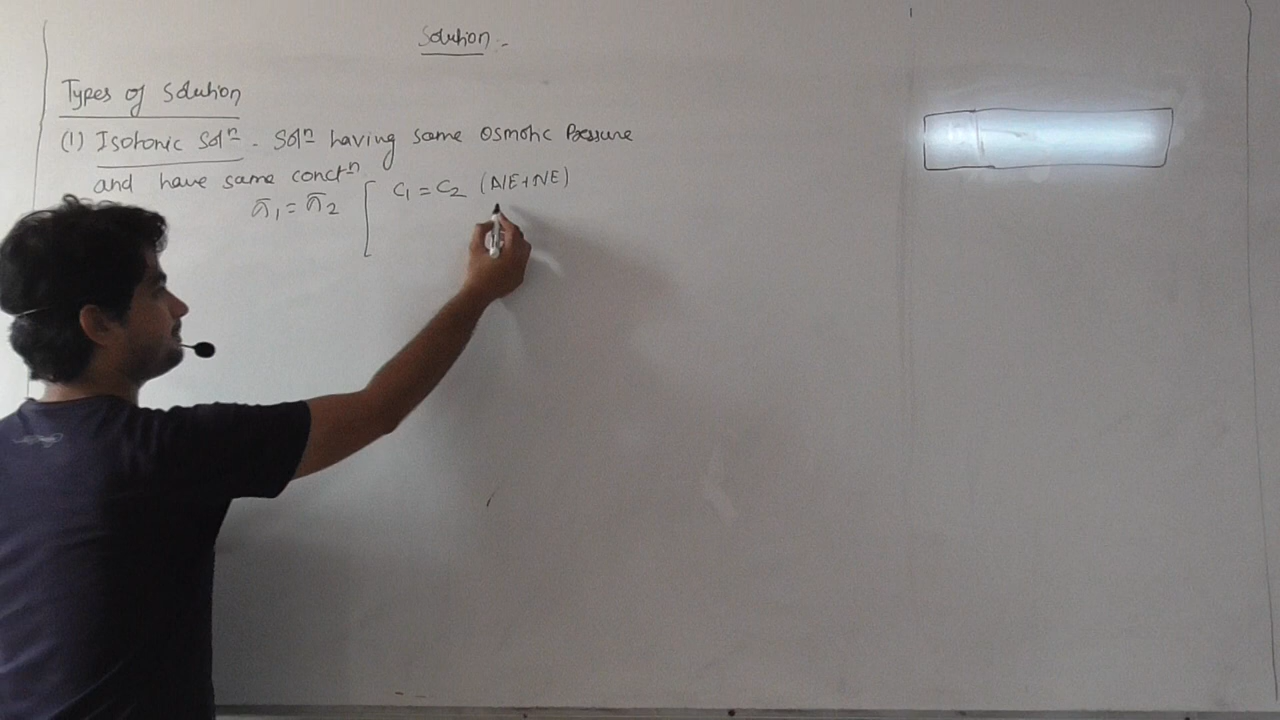 Solution :-
Types of Solution
(1) Isotonic Solⁿ - Solⁿ having same Osmotic Pressure
and have same conctⁿ.
π₁ = π₂ [ C₁ = C₂ (NE+NE)